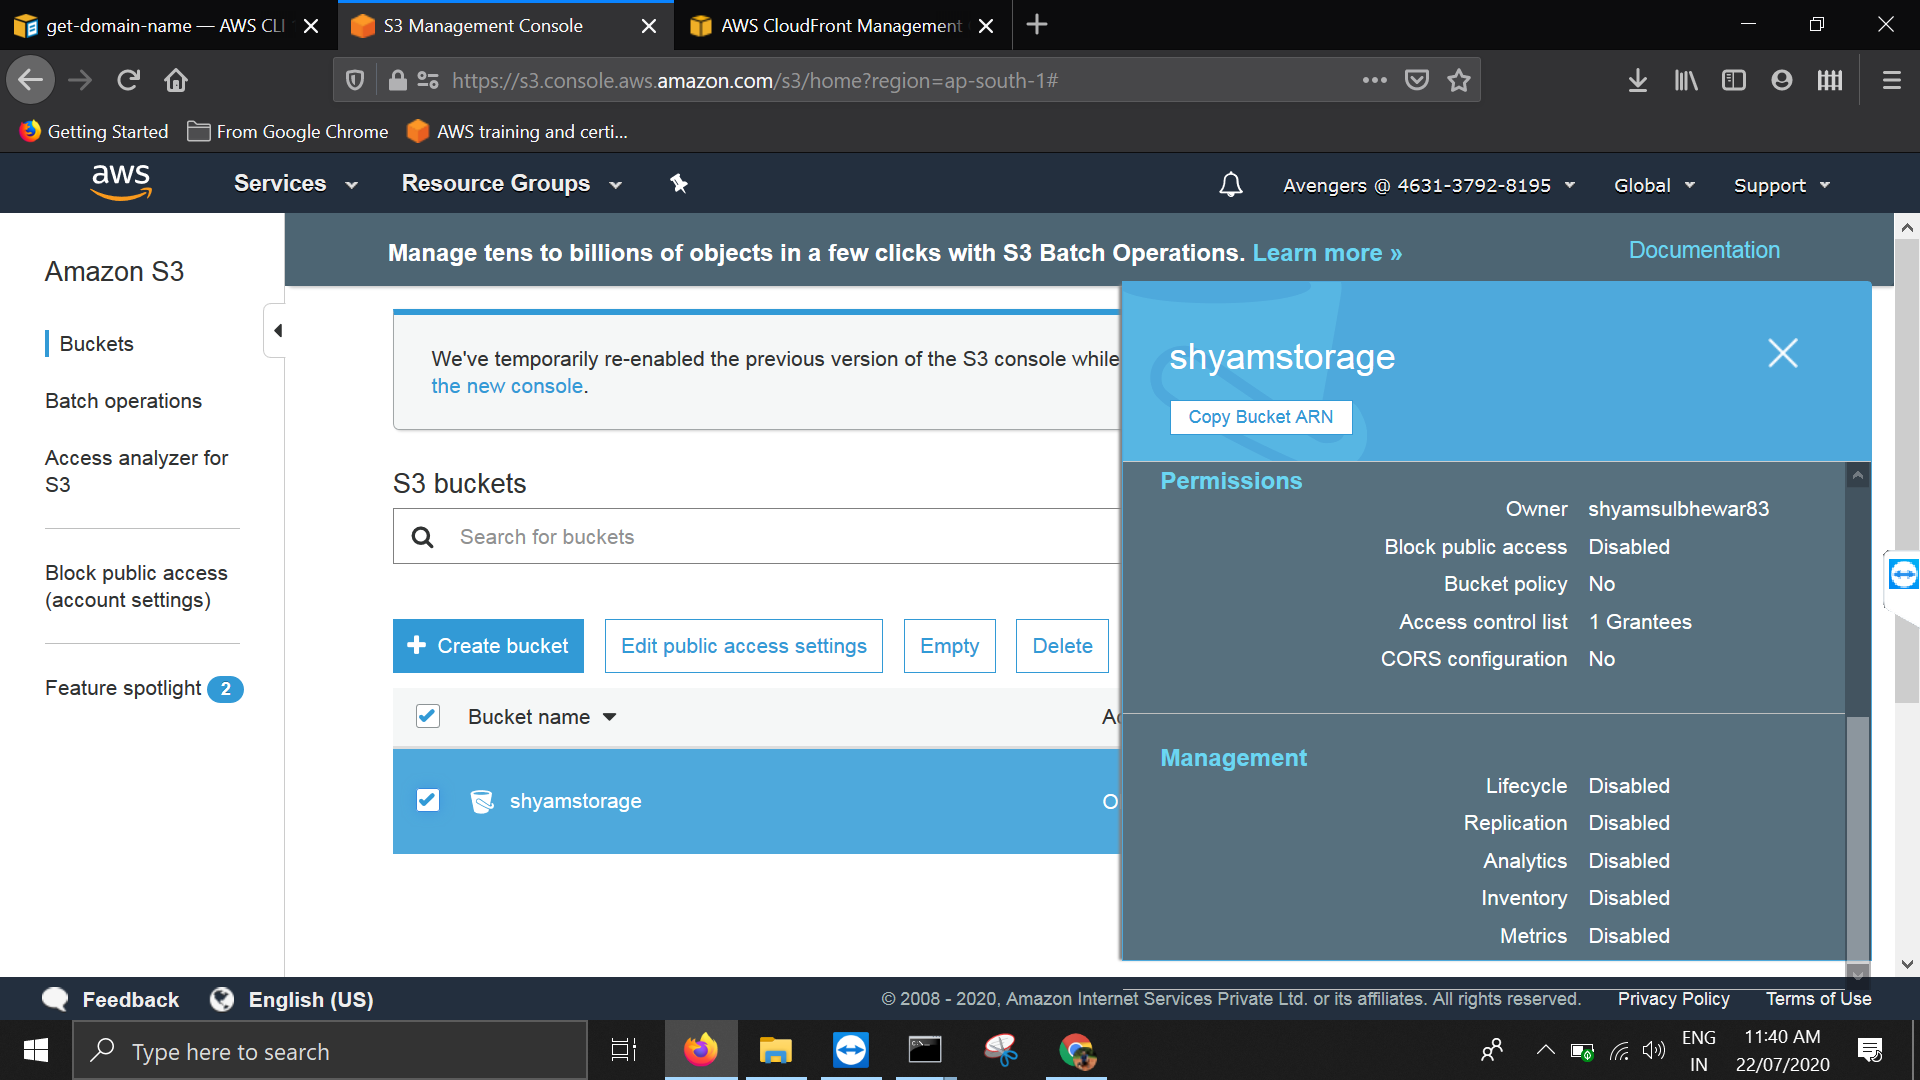 get-domain-name — AWS CLI
S3 Management Console
AWS CloudFront Management
https://s3.console.aws.amazon.com/s3/home?region=ap-south-1#
Getting Started
From Google Chrome
AWS training and certi...
aws
Services
Resource Groups
Avengers @ 4631-3792-8195
Global
Support
Amazon S3
Buckets
Batch operations
Access analyzer for
S3
Block public access
(account settings)
Feature spotlight 2
Manage tens to billions of objects in a few clicks with S3 Batch Operations. Learn more »
Documentation
We've temporarily re-enabled the previous version of the S3 console while
the new console.
S3 buckets
Search for buckets
Create bucket
Edit public access settings
Empty
Delete
Bucket name
shyamstorage
shyamstorage
Copy Bucket ARN
Permissions
Owner shyamsulbhewar83
Block public access Disabled
Bucket policy No
Access control list 1 Grantees
CORS configuration No
Management
Lifecycle Disabled
Replication Disabled
Analytics Disabled
Inventory Disabled
Metrics Disabled
Feedback
English (US)
© 2008 - 2020, Amazon Internet Services Private Ltd. or its affiliates. All rights reserved.
Privacy Policy
Terms of Use
Type here to search
ENG
IN
11:40 AM
22/07/2020